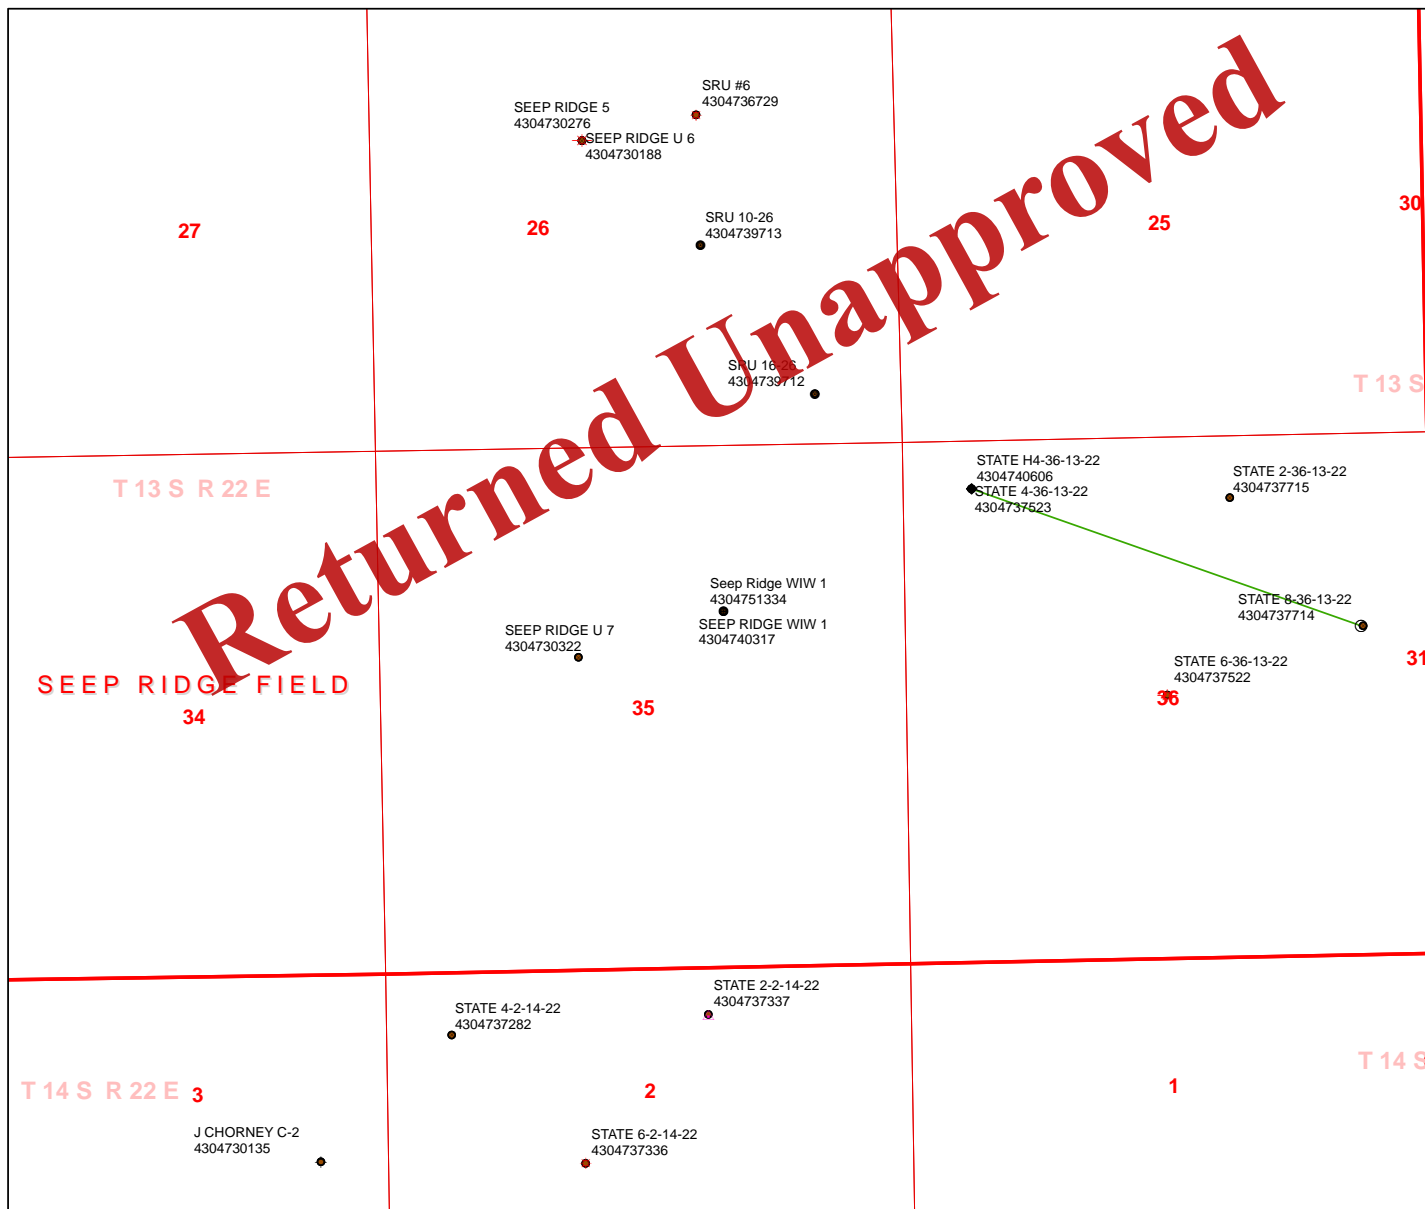 SRU #6
4304736729
SEEP RIDGE 5
4304730276
SEEP RIDGE U 6
4304730188
27
26
SRU 10-26
4304739713
25
30
Returned Unapproved
SRU 16-26
4304739712
T 13 S
T 13 S R 22 E
STATE H4-36-13-22
4304740606
STATE 4-36-13-22
4304737523
STATE 2-36-13-22
4304737715
Seep Ridge WIW 1
4304751334
SEEP RIDGE WIW 1
4304740317
SEEP RIDGE U 7
4304730322
STATE 8-36-13-22
4304737714
STATE 6-36-13-22
4304737522
31
SEEP RIDGE FIELD
34
35
36
STATE 4-2-14-22
4304737282
STATE 2-2-14-22
4304737337
T 14 S
T 14 S R 22 E
3
2
1
J CHORNEY C-2
4304730135
STATE 6-2-14-22
4304737336